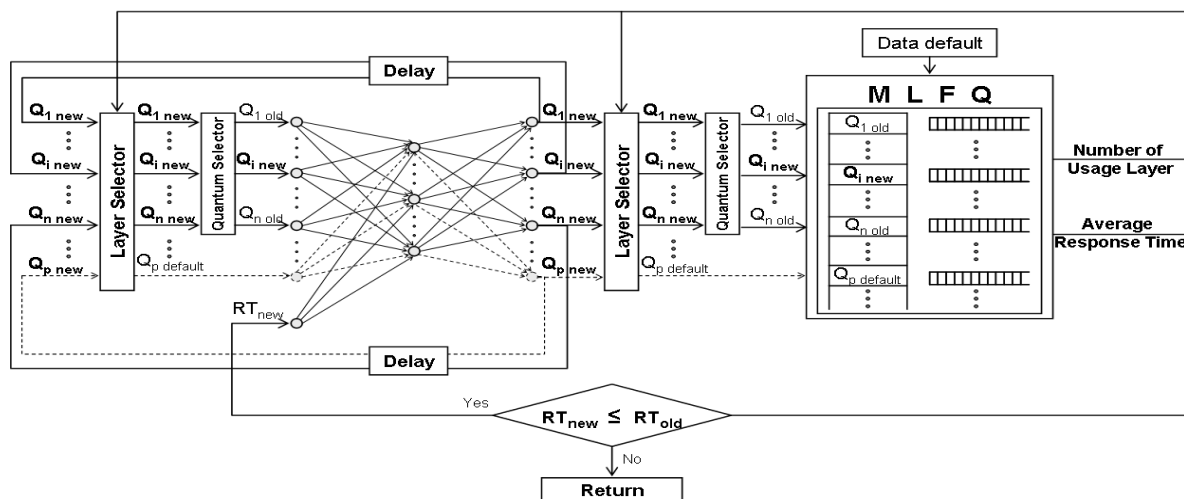 Data default
Delay
M L F Q
Q1 new
Q1 new
Q1 old
Q1 new
Q1 new
Q1 old
Q1 old
Qi new
Qi new
Qi new
Qi new
Qi new
Qi new
Qi new
Qn new
Qn new
Qn old
Qn new
Qn new
Qn old
Qn old
Qp new
Qp default
Qp new
Qp default
Qp default
Layer Selector
Quantum Selector
Layer Selector
Quantum Selector
Number of
Usage Layer
Average
Response Time
RTnew
Delay
Yes
RTnew ≤ RTold
No
Return